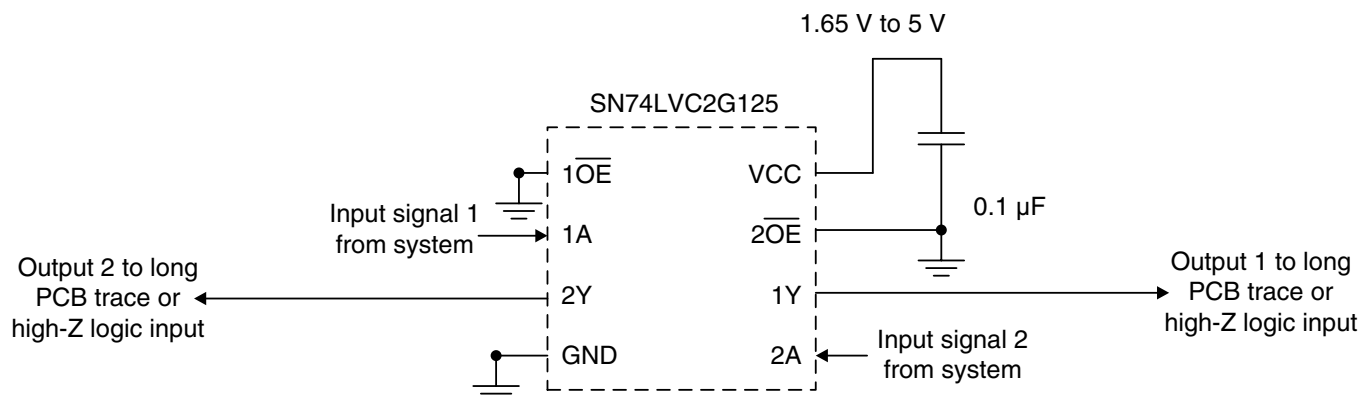 1.65 V to 5 V
SN74LVC2G125
1OE
VCC
Input signal 1
from system
1A
2OE
0.1 µF
Output 2 to long
PCB trace or
high-Z logic input
2Y
1Y
Output 1 to long
PCB trace or
high-Z logic input
GND
2A
Input signal 2
from system